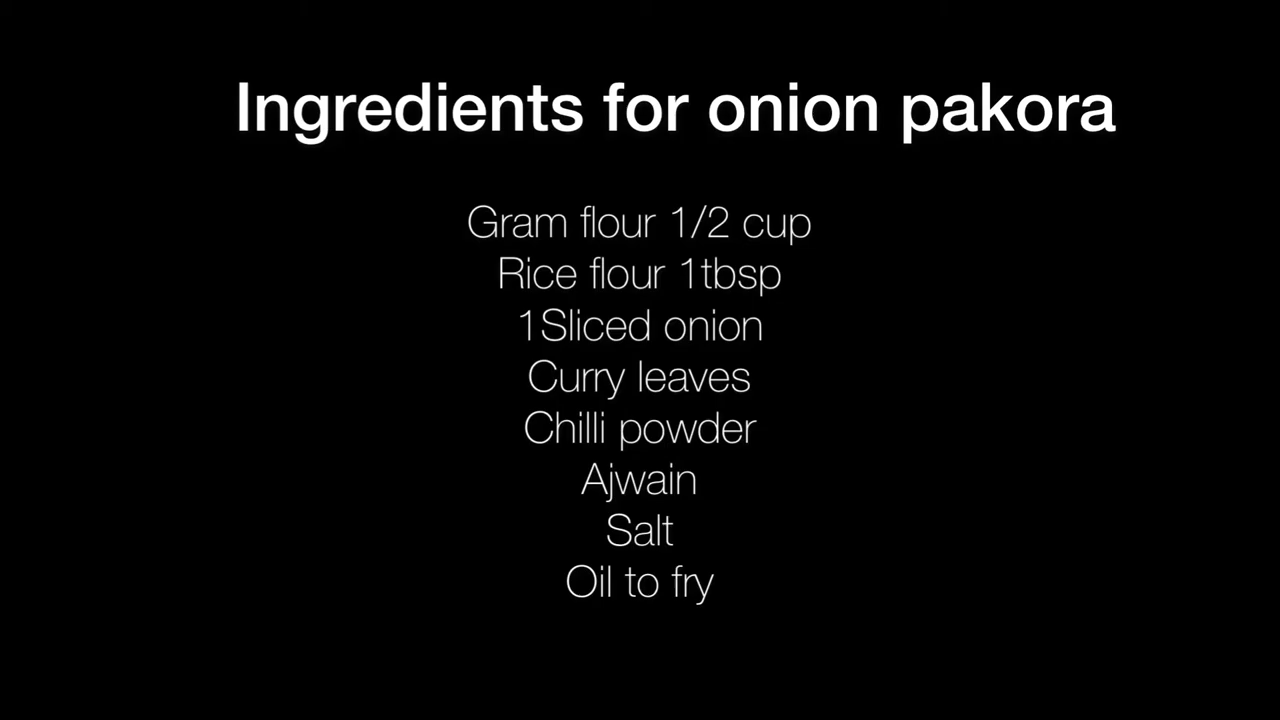 Ingredients for onion pakora
Gram flour 1/2 cup
Rice flour 1tbsp
1Sliced onion
Curry leaves
Chilli powder
Ajwain
Salt
Oil to fry